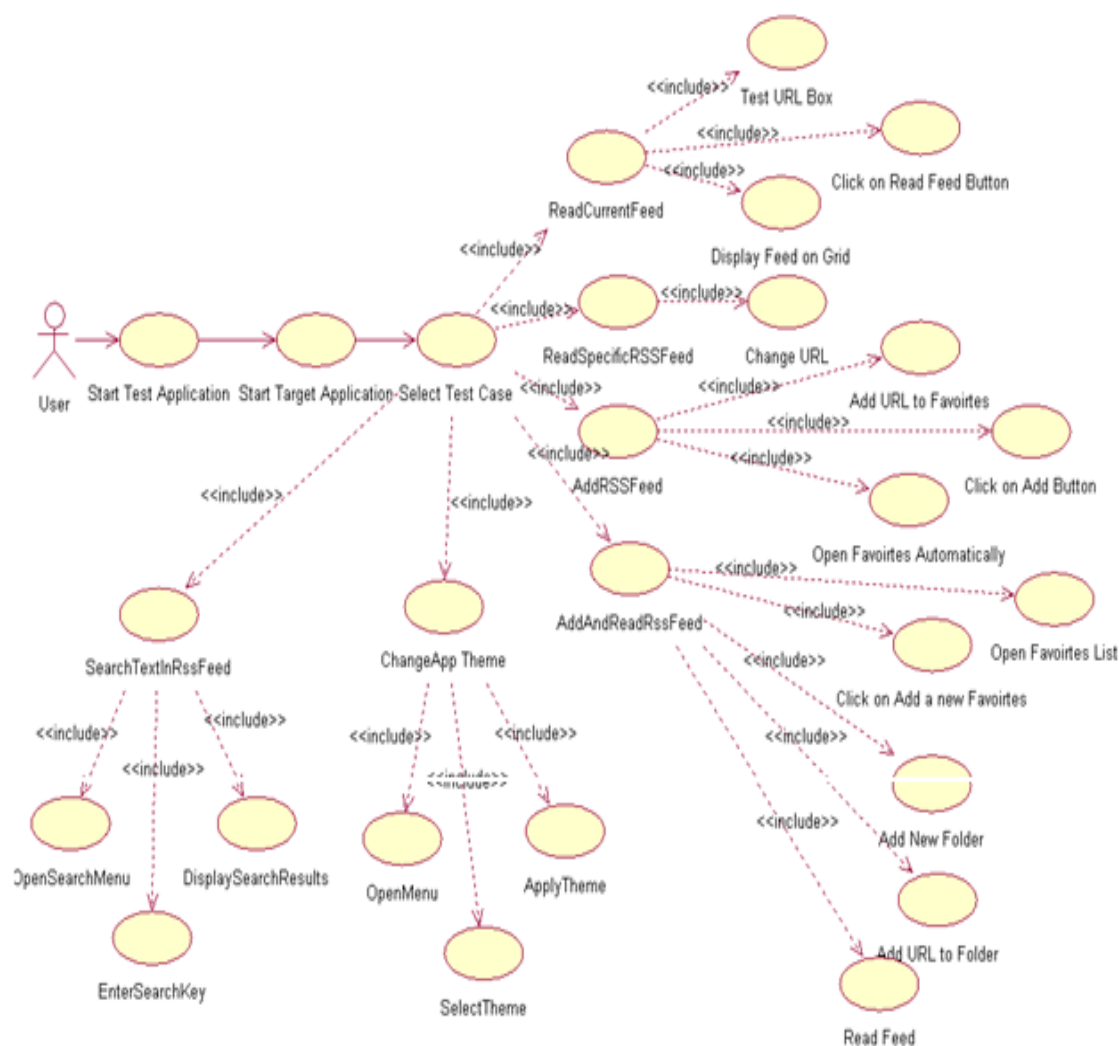 <<include>>
Test URL Box
<<include>>
Click on Read Feed Button
<<include>>
ReadCurrentFeed
<<include>>
Display Feed on Grid
<<include>>
<<include>>
ReadSpecificRSSFeed
Change URL
User
Start Test Application
Start Target Application
Select Test Case
<<include>>
<<include>>
Add URL to Favoirtes
<<include>>
<<include>>
<<include>>
AddRSSFeed
Click on Add Button
<<include>>
<<include>>
Open Favoirtes Automatically
<<include>>
<<include>>
AddAndReadRssFeed
Open Favoirtes List
SearchTextInRssFeed
ChangeApp Theme
<<include>>
Click on Add a new Favoirtes
<<include>>
<<include>>
<<include>>
<<include>>
<<include>>
<<include>>
<<include>>
<<include>>
Add New Folder
OpenSearchMenu
DisplaySearchResults
OpenMenu
ApplyTheme
Add URL to Folder
EnterSearchKey
SelectTheme
Read Feed